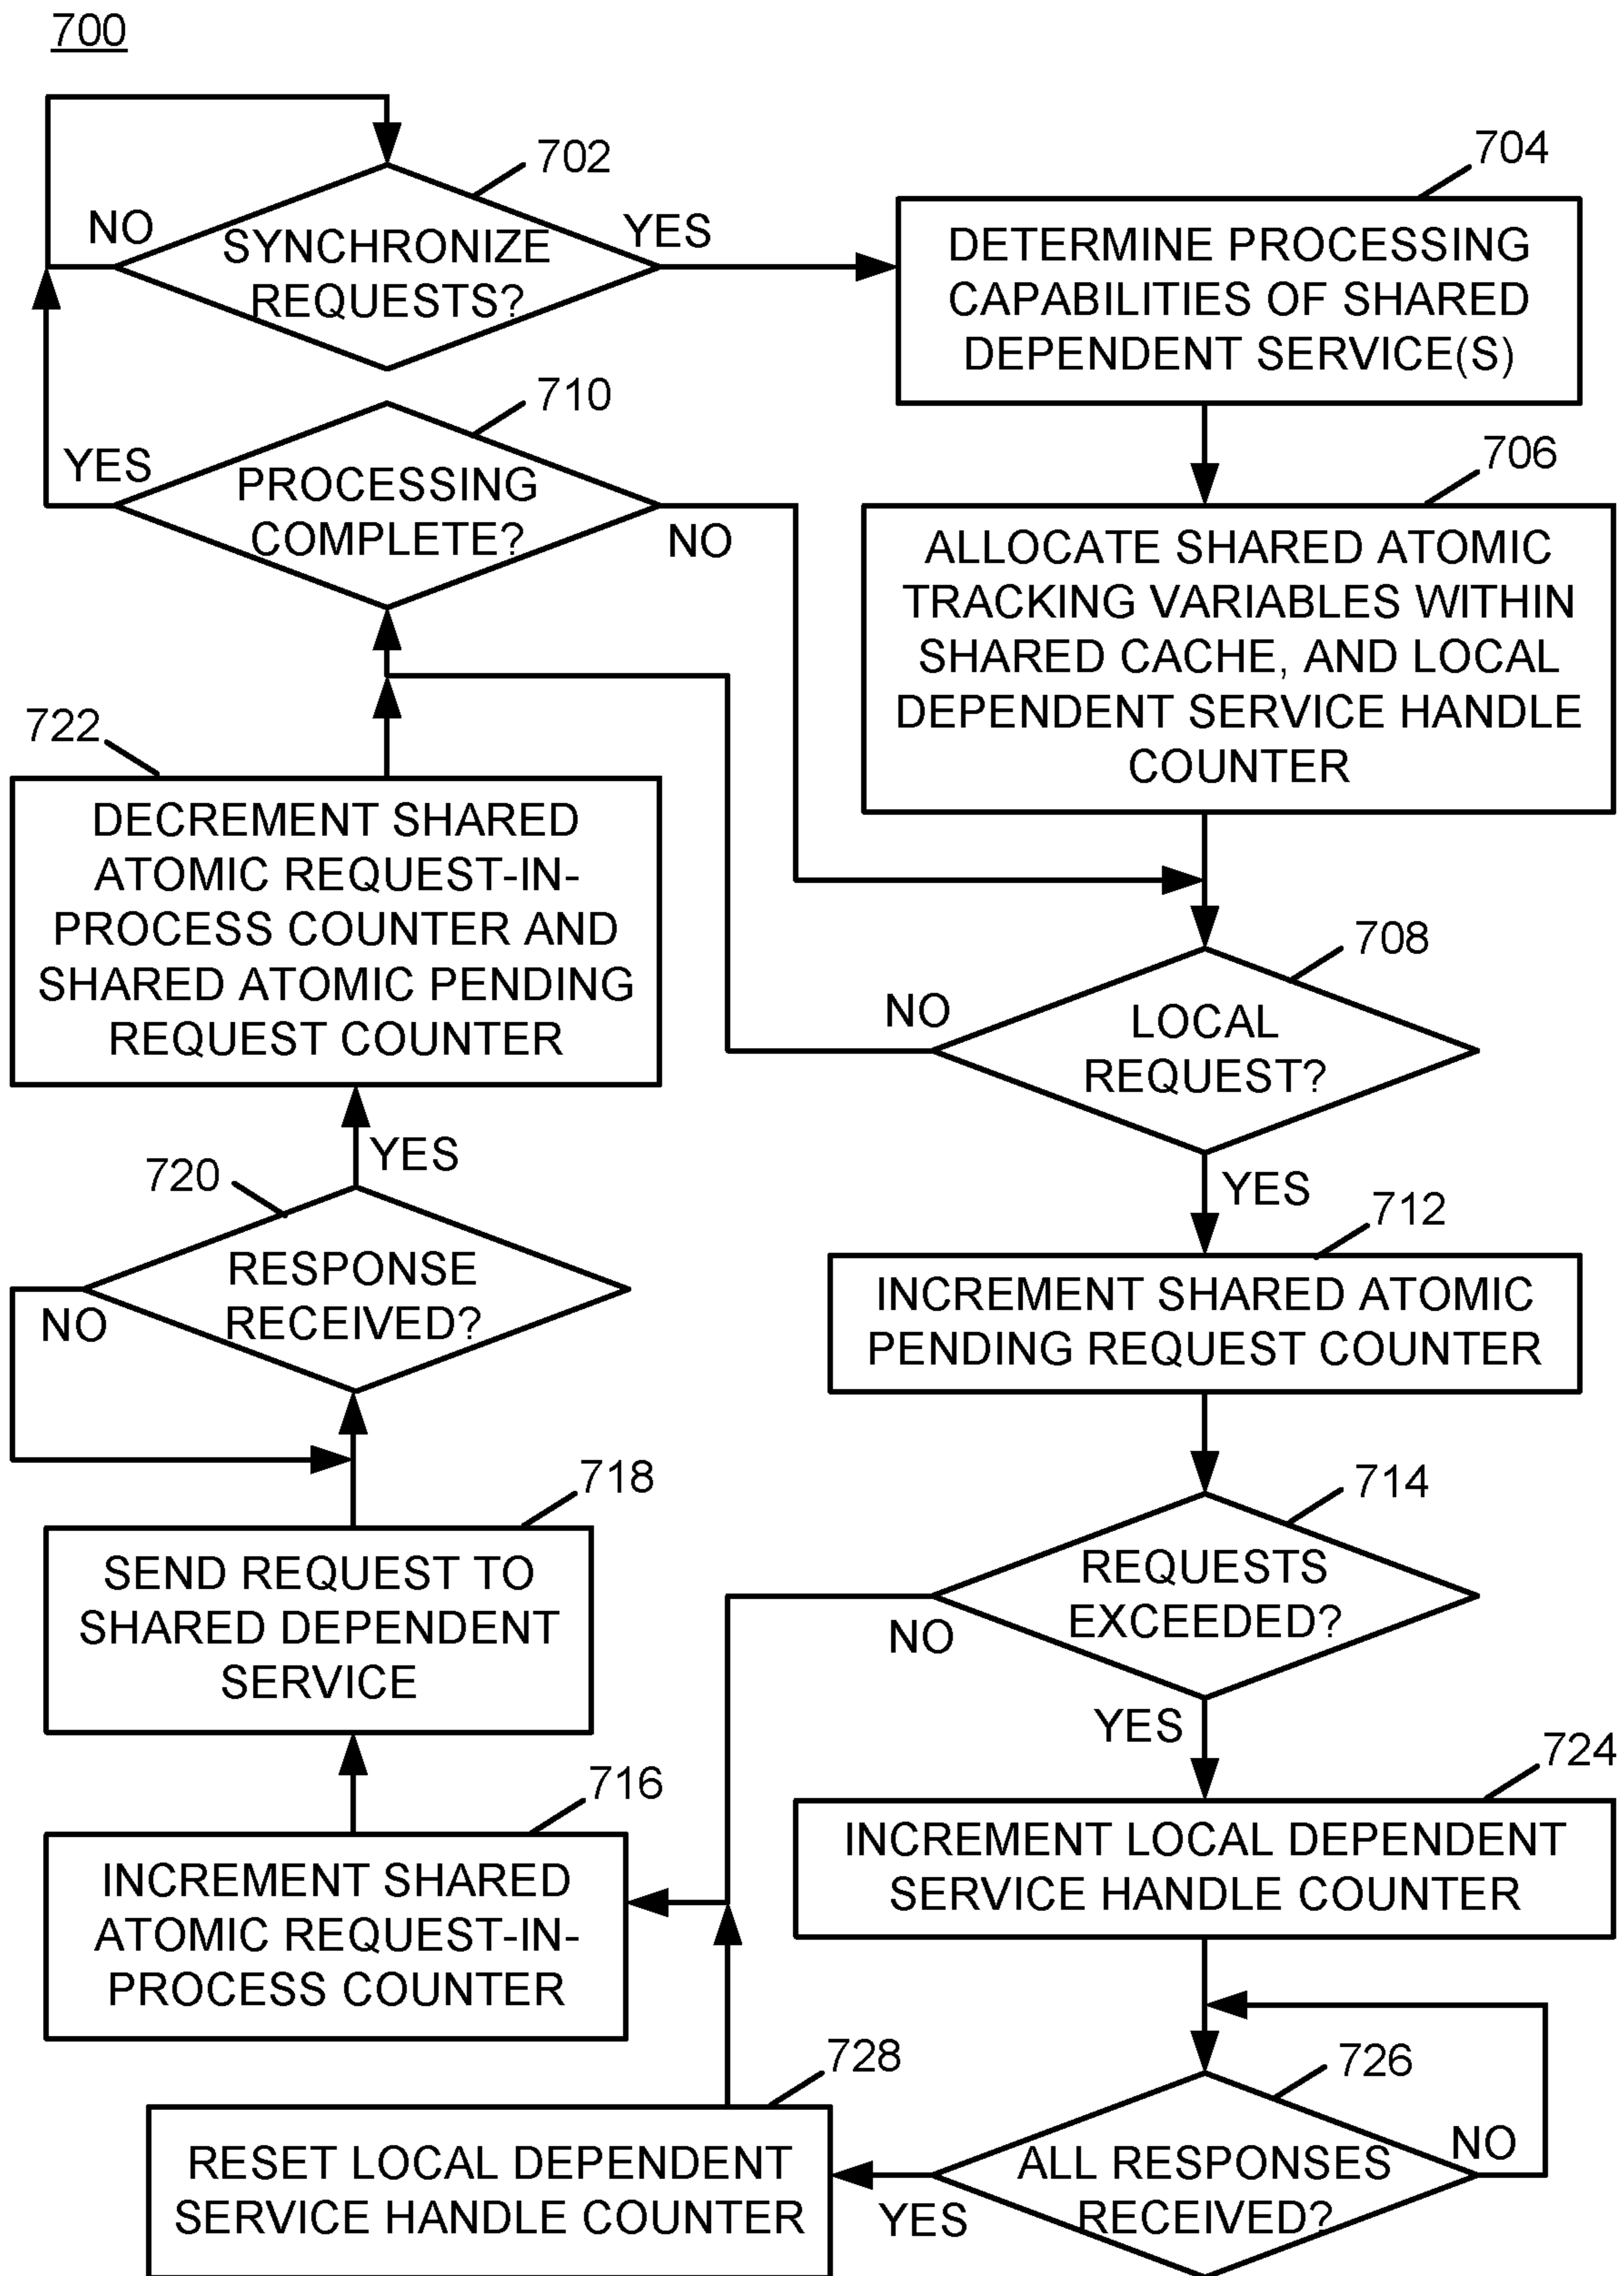 700
702
NO
SYNCHRONIZE
REQUESTS?
YES
704
DETERMINE PROCESSING
CAPABILITIES OF SHARED
DEPENDENT SERVICE(S)
710
YES
PROCESSING
COMPLETE?
NO
706
ALLOCATE SHARED ATOMIC
TRACKING VARIABLES WITHIN
SHARED CACHE, AND LOCAL
DEPENDENT SERVICE HANDLE
COUNTER
722
DECREMENT SHARED
ATOMIC REQUEST-IN-
PROCESS COUNTER AND
SHARED ATOMIC PENDING
REQUEST COUNTER
708
NO
LOCAL
REQUEST?
YES
720
YES
RESPONSE
RECEIVED?
NO
712
INCREMENT SHARED ATOMIC
PENDING REQUEST COUNTER
718
SEND REQUEST TO
SHARED DEPENDENT
SERVICE
714
REQUESTS
EXCEEDED?
NO
YES
716
INCREMENT SHARED
ATOMIC REQUEST-IN-
PROCESS COUNTER
724
INCREMENT LOCAL DEPENDENT
SERVICE HANDLE COUNTER
728
RESET LOCAL DEPENDENT
SERVICE HANDLE COUNTER
726
ALL RESPONSES
RECEIVED?
NO
YES